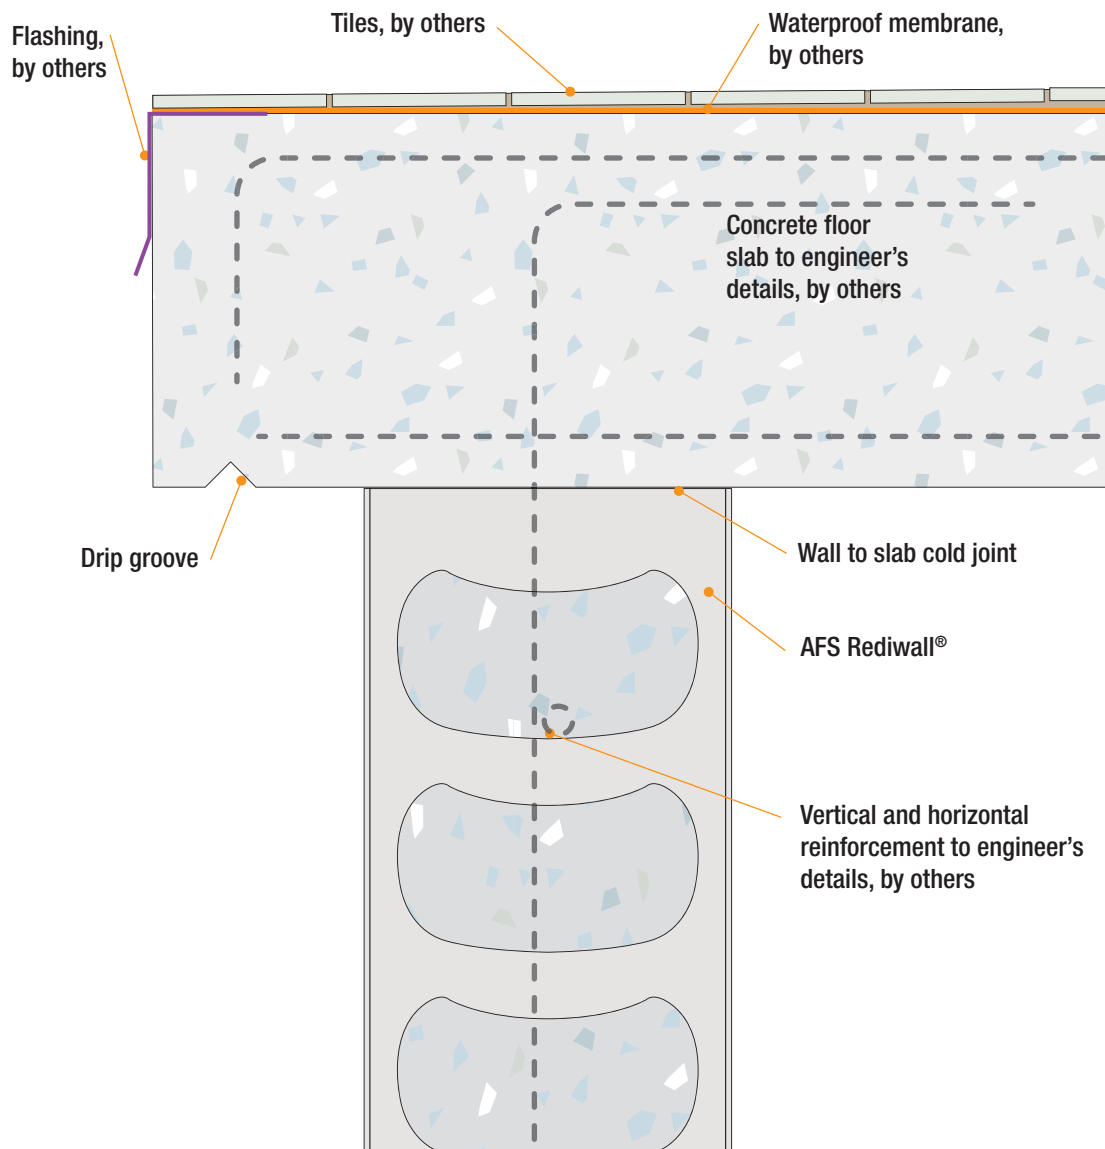 Flashing,
by others
Tiles, by others
Waterproof membrane,
by others
Concrete floor
slab to engineer’s
details, by others
Drip groove
Wall to slab cold joint
AFS Rediwall®
Vertical and horizontal
reinforcement to engineer’s
details, by others